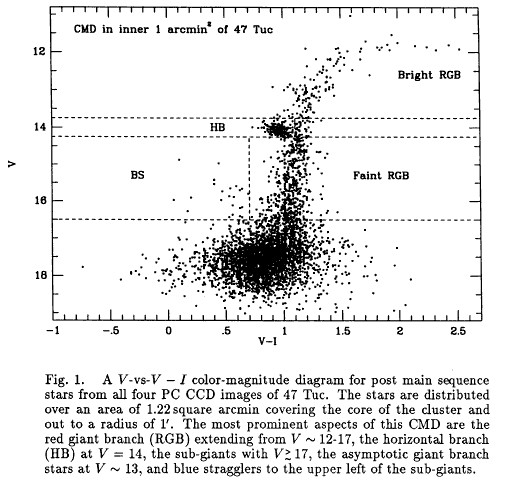 CMD in inner 1 arcmin² of 47 Tuc
12
Bright RGB
14
HB
V
BS
Faint RGB
16
18
-1 -.5 0 .5 1 1.5 2 2.5
V-I
Fig. 1. A V-vs-V − I color-magnitude diagram for post main sequence
stars from all four PC CCD images of 47 Tuc. The stars are distributed
over an area of 1.22 square arcmin covering the core of the cluster and
out to a radius of 1′. The most prominent aspects of this CMD are the
red giant branch (RGB) extending from V ∼ 12-17, the horizontal branch
(HB) at V = 14, the sub-giants with V ≳ 17, the asymptotic giant branch
stars at V ∼ 13, and blue stragglers to the upper left of the sub-giants.